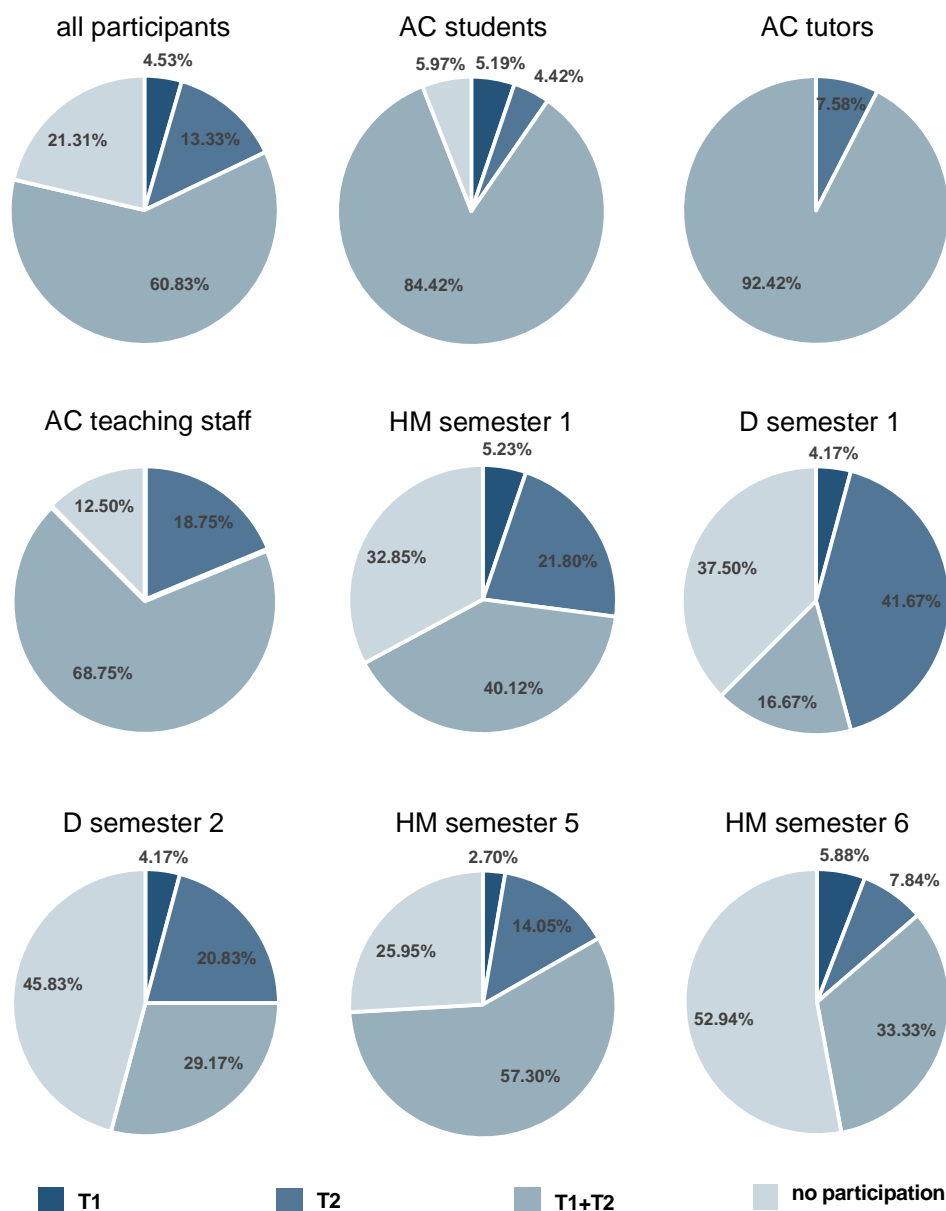 all participants
4.53%
13.33%
21.31%
60.83%
AC students
5.97%
5.19%
4.42%
84.42%
AC tutors
7.58%
92.42%
AC teaching staff
12.50%
18.75%
68.75%
HM semester 1
5.23%
32.85%
21.80%
40.12%
D semester 1
4.17%
37.50%
41.67%
16.67%
D semester 2
4.17%
20.83%
45.83%
29.17%
HM semester 5
2.70%
14.05%
25.95%
57.30%
HM semester 6
5.88%
7.84%
52.94%
33.33%
T1
T2
T1+T2
no participation